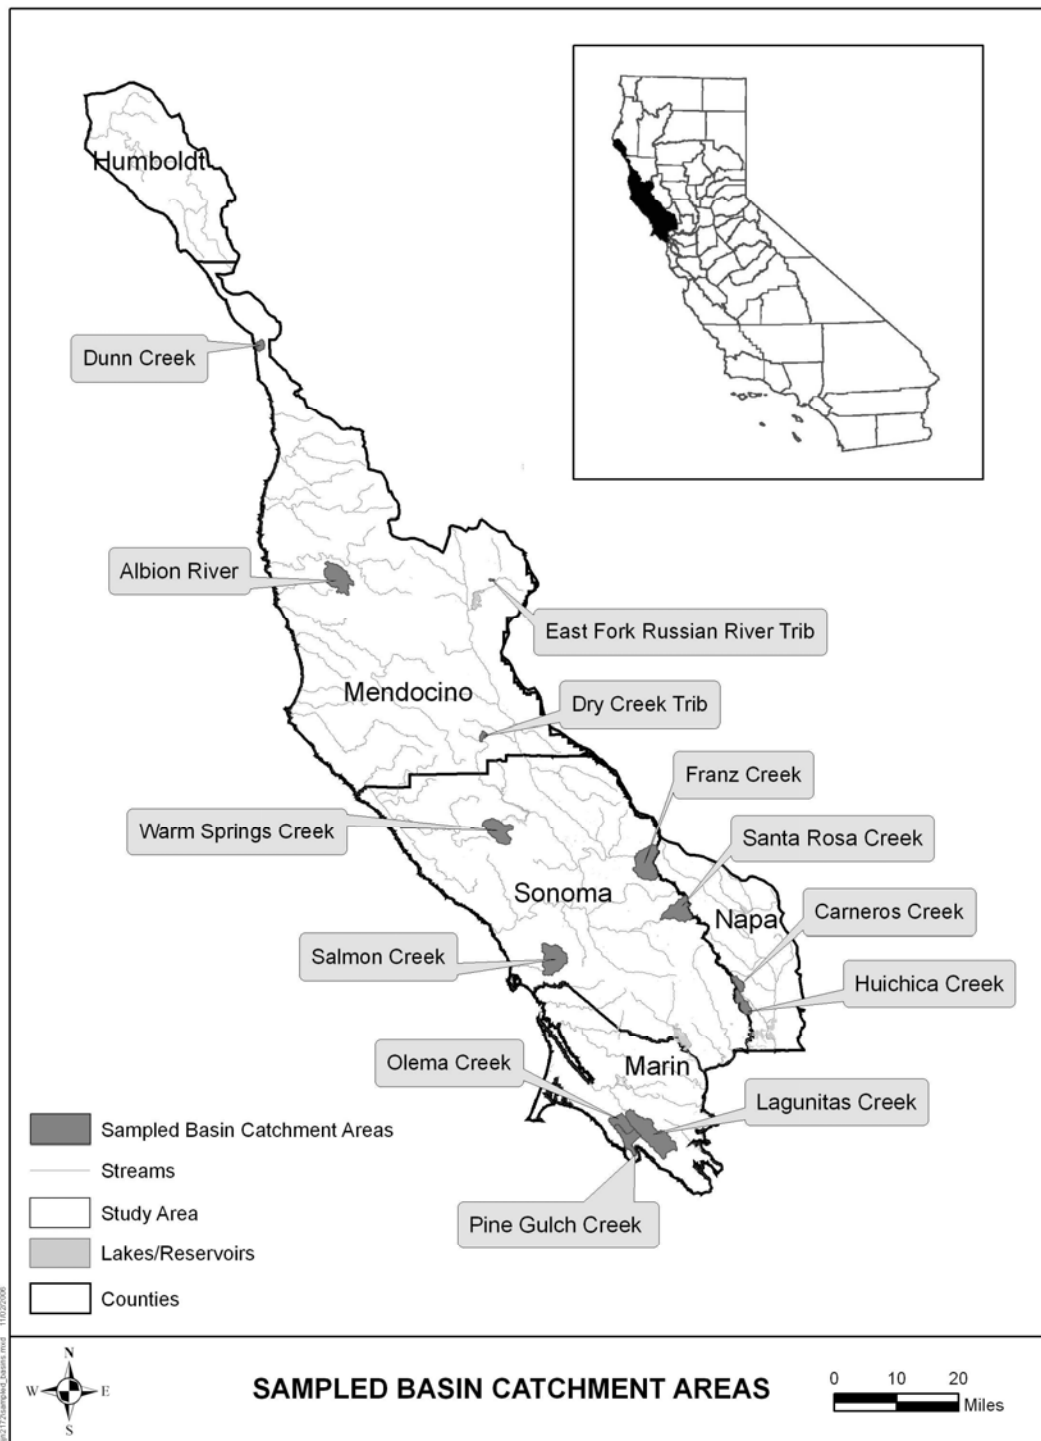 Humboldt
Dunn Creek
Albion River
East Fork Russian River Trib
Mendocino
Dry Creek Trib
Franz Creek
Warm Springs Creek
Santa Rosa Creek
Sonoma
Napa
Carneros Creek
Salmon Creek
Huichica Creek
Olema Creek
Marin
Lagunitas Creek
Pine Gulch Creek
Sampled Basin Catchment Areas
Streams
Study Area
Lakes/Reservoirs
Counties
N
W E
S
SAMPLED BASIN CATCHMENT AREAS
0 10 20
Miles